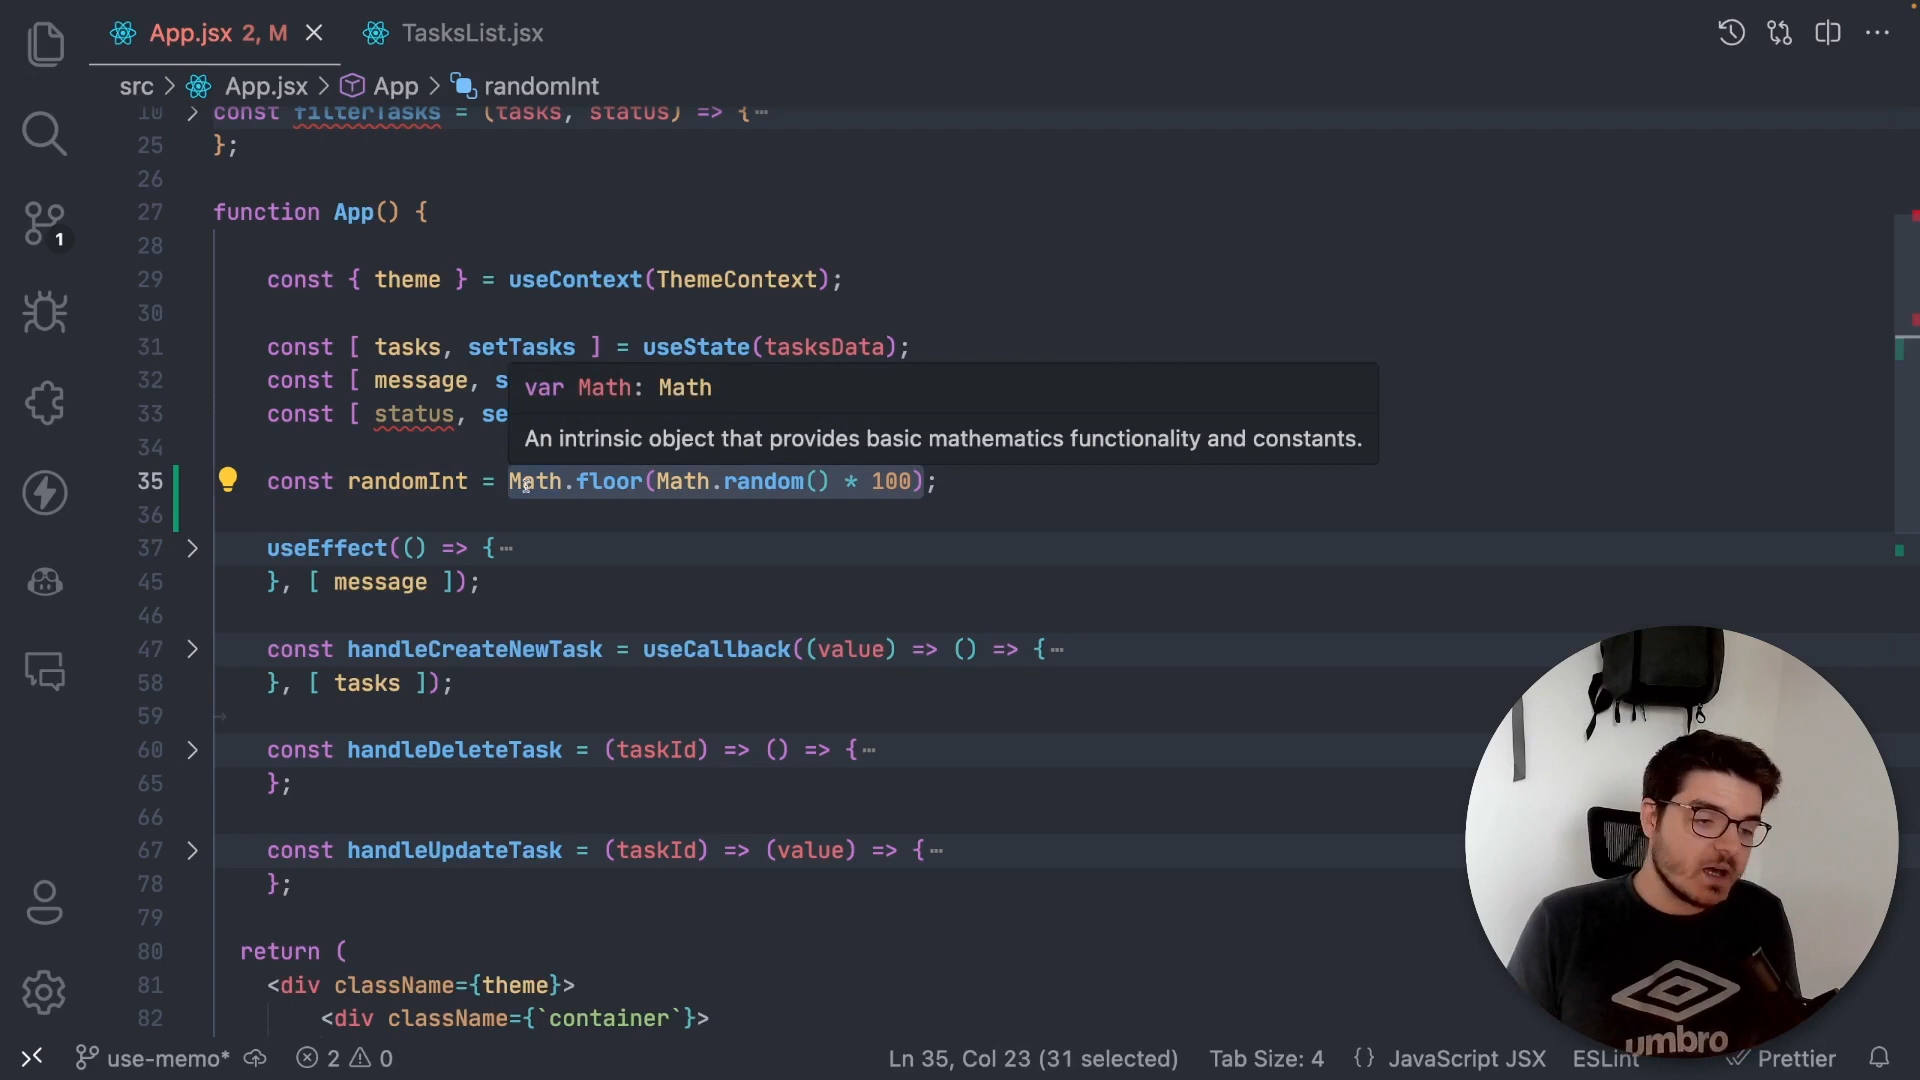 App.jsx 2, M
TasksList.jsx
src > App.jsx > App > randomInt
10 const filterTasks = (tasks, status) => {
25 };
26
27 function App() {
28
29 const { theme } = useContext(ThemeContext);
30
31 const [ tasks, setTasks ] = useState(tasksData);
32 const [ message, s
33 const [ status, se
var Math: Math
An intrinsic object that provides basic mathematics functionality and constants.
34
35 const randomInt = Math.floor(Math.random() * 100);
36
37 useEffect(() => {
45 }, [ message ]);
46
47 const handleCreateNewTask = useCallback((value) => () => {
58 }, [ tasks ]);
59
60 const handleDeleteTask = (taskId) => () => {
65 };
66
67 const handleUpdateTask = (taskId) => (value) => {
78 };
79
80 return (
81 <div className={theme}>
82 <div className={`container`}>
1
umbro
use-memo* 2 0 Ln 35, Col 23 (31 selected) Tab Size: 4 {} JavaScript JSX ESLint Prettier